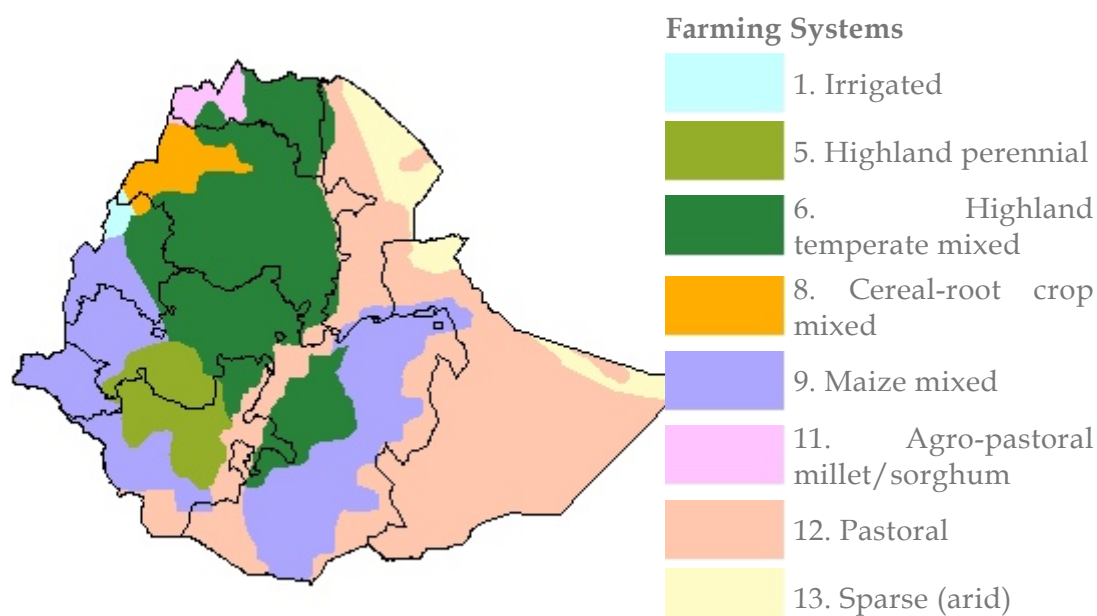 Farming Systems
1. Irrigated
5. Highland perennial
6. Highland
temperate mixed
8. Cereal-root crop
mixed
9. Maize mixed
11. Agro-pastoral
millet/sorghum
12. Pastoral
13. Sparse (arid)